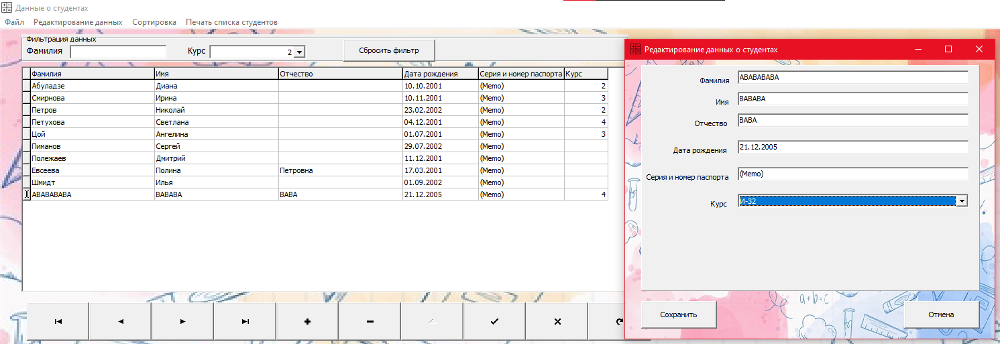 Данные о студентах
Файл Редактирование данных Сортировка Печать списка студентов
Фильтрация данных
Фамилия Курс 2 Сбросить фильтр
Фамилия Имя Отчество Дата рождения Серия и номер паспорта Курс
Абуладзе Диана 10.10.2001 (Memo) 2
Смирнова Ирина 10.11.2001 (Memo) 3
Петров Николай 23.02.2002 (Memo) 2
Петухова Светлана 04.12.2001 (Memo) 4
Цой Ангелина 01.07.2001 (Memo) 3
Пиманов Сергей 29.07.2002 (Memo)
Полежаев Дмитрий 11.12.2001 (Memo)
Евсеева Полина Петровна 17.03.2001 (Memo)
Шмидт Илья 01.09.2002 (Memo)
АВАВАВАВА ВАВАВА ВАВА 21.12.2005 (Memo) 4
Редактирование данных о студентах
Фамилия АВАВАВАВА
Имя ВАВАВА
Отчество ВАВА
Дата рождения 21.12.2005
Серия и номер паспорта (Memo)
Курс И-32
a+b=c
Сохранить Отмена